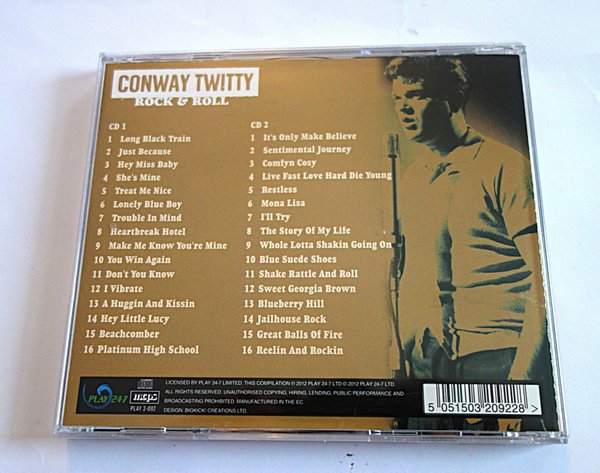 CONWAY TWITTY
ROCK & ROLL
CD 1
1 Long Black Train
2 Just Because
3 Hey Miss Baby
4 She's Mine
5 Treat Me Nice
6 Lonely Blue Boy
7 Trouble In Mind
8 Heartbreak Hotel
9 Make Me Know You're Mine
10 You Win Again
11 Don't You Know
12 I Vibrate
13 A Huggin And Kissin
14 Hey Little Lucy
15 Beachcomber
16 Platinum High School
CD 2
1 It's Only Make Believe
2 Sentimental Journey
3 Comfyn Cosy
4 Live Fast Love Hard Die Young
5 Restless
6 Mona Lisa
7 I'll Try
8 The Story Of My Life
9 Whole Lotta Shakin Going On
10 Blue Suede Shoes
11 Shake Rattle And Roll
12 Sweet Georgia Brown
13 Blueberry Hill
14 Jailhouse Rock
15 Great Balls Of Fire
16 Reelin And Rockin
PLAY 24-7
mcps
PLAY 2-092
LICENSED BY PLAY 24-7 LIMITED. THIS COMPILATION ℗ 2012 PLAY 24-7 LTD © 2012 PLAY 24-7 LTD.
ALL RIGHTS RESERVED. UNAUTHORISED COPYING, HIRING, LENDING, PUBLIC PERFORMANCE AND
BROADCASTING PROHIBITED. MANUFACTURED IN THE EC.
DESIGN: BIGKICK! CREATIONS LTD.
5 051503 209228 >